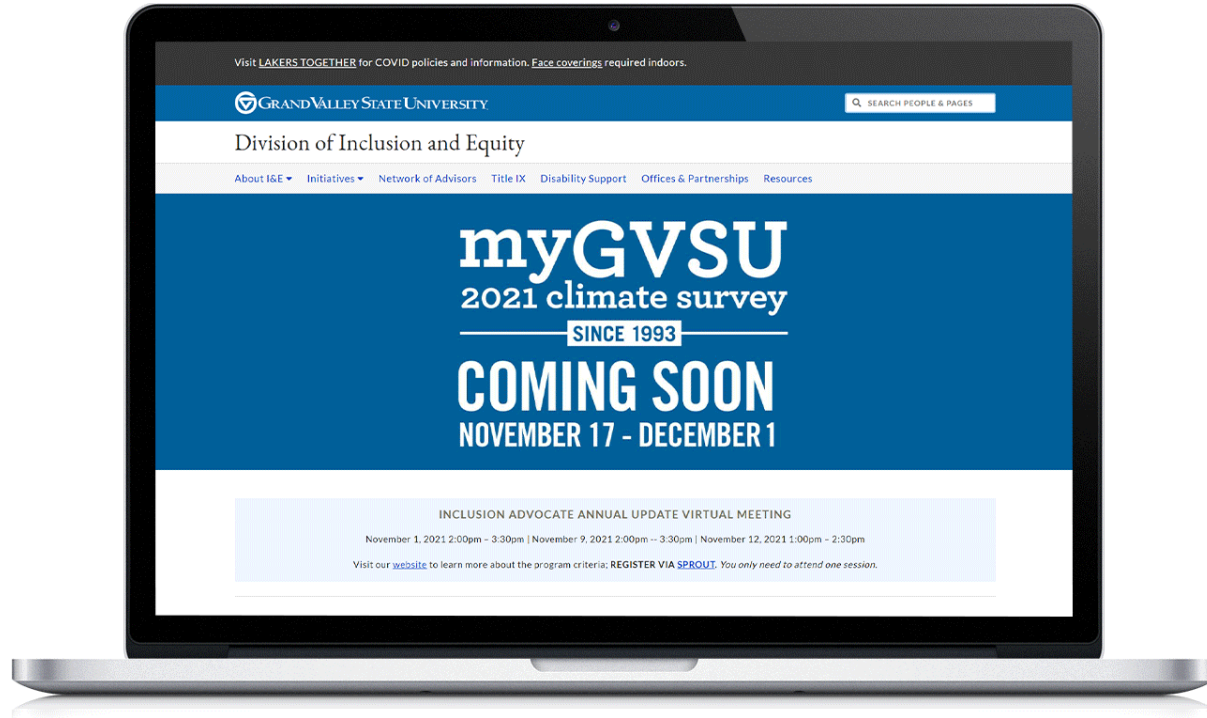 Visit LAKERS TOGETHER for COVID policies and information. Face coverings required indoors.
GRAND VALLEY STATE UNIVERSITY.
SEARCH PEOPLE & PAGES
Division of Inclusion and Equity
About I&E Initiatives Network of Advisors Title IX Disability Support Offices & Partnerships Resources
myGVSU
2021 climate survey
SINCE 1993
COMING SOON
NOVEMBER 17 - DECEMBER 1
INCLUSION ADVOCATE ANNUAL UPDATE VIRTUAL MEETING
November 1, 2021 2:00pm – 3:30pm | November 9, 2021 2:00pm -- 3:30pm | November 12, 2021 1:00pm – 2:30pm
Visit our website to learn more about the program criteria; REGISTER VIA SPROUT. You only need to attend one session.